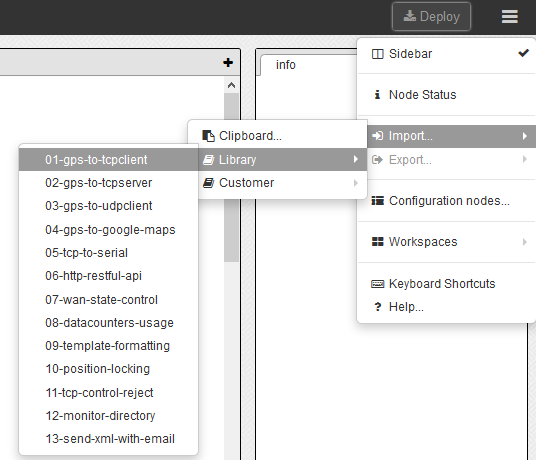 Deploy
info
Sidebar
Node Status
Import...
Export...
Configuration nodes...
Workspaces
Keyboard Shortcuts
? Help...
Clipboard...
Library
Customer
01-gps-to-tcpclient
02-gps-to-tcpserver
03-gps-to-udpclient
04-gps-to-google-maps
05-tcp-to-serial
06-http-restful-api
07-wan-state-control
08-datacounters-usage
09-template-formatting
10-position-locking
11-tcp-control-reject
12-monitor-directory
13-send-xml-with-email